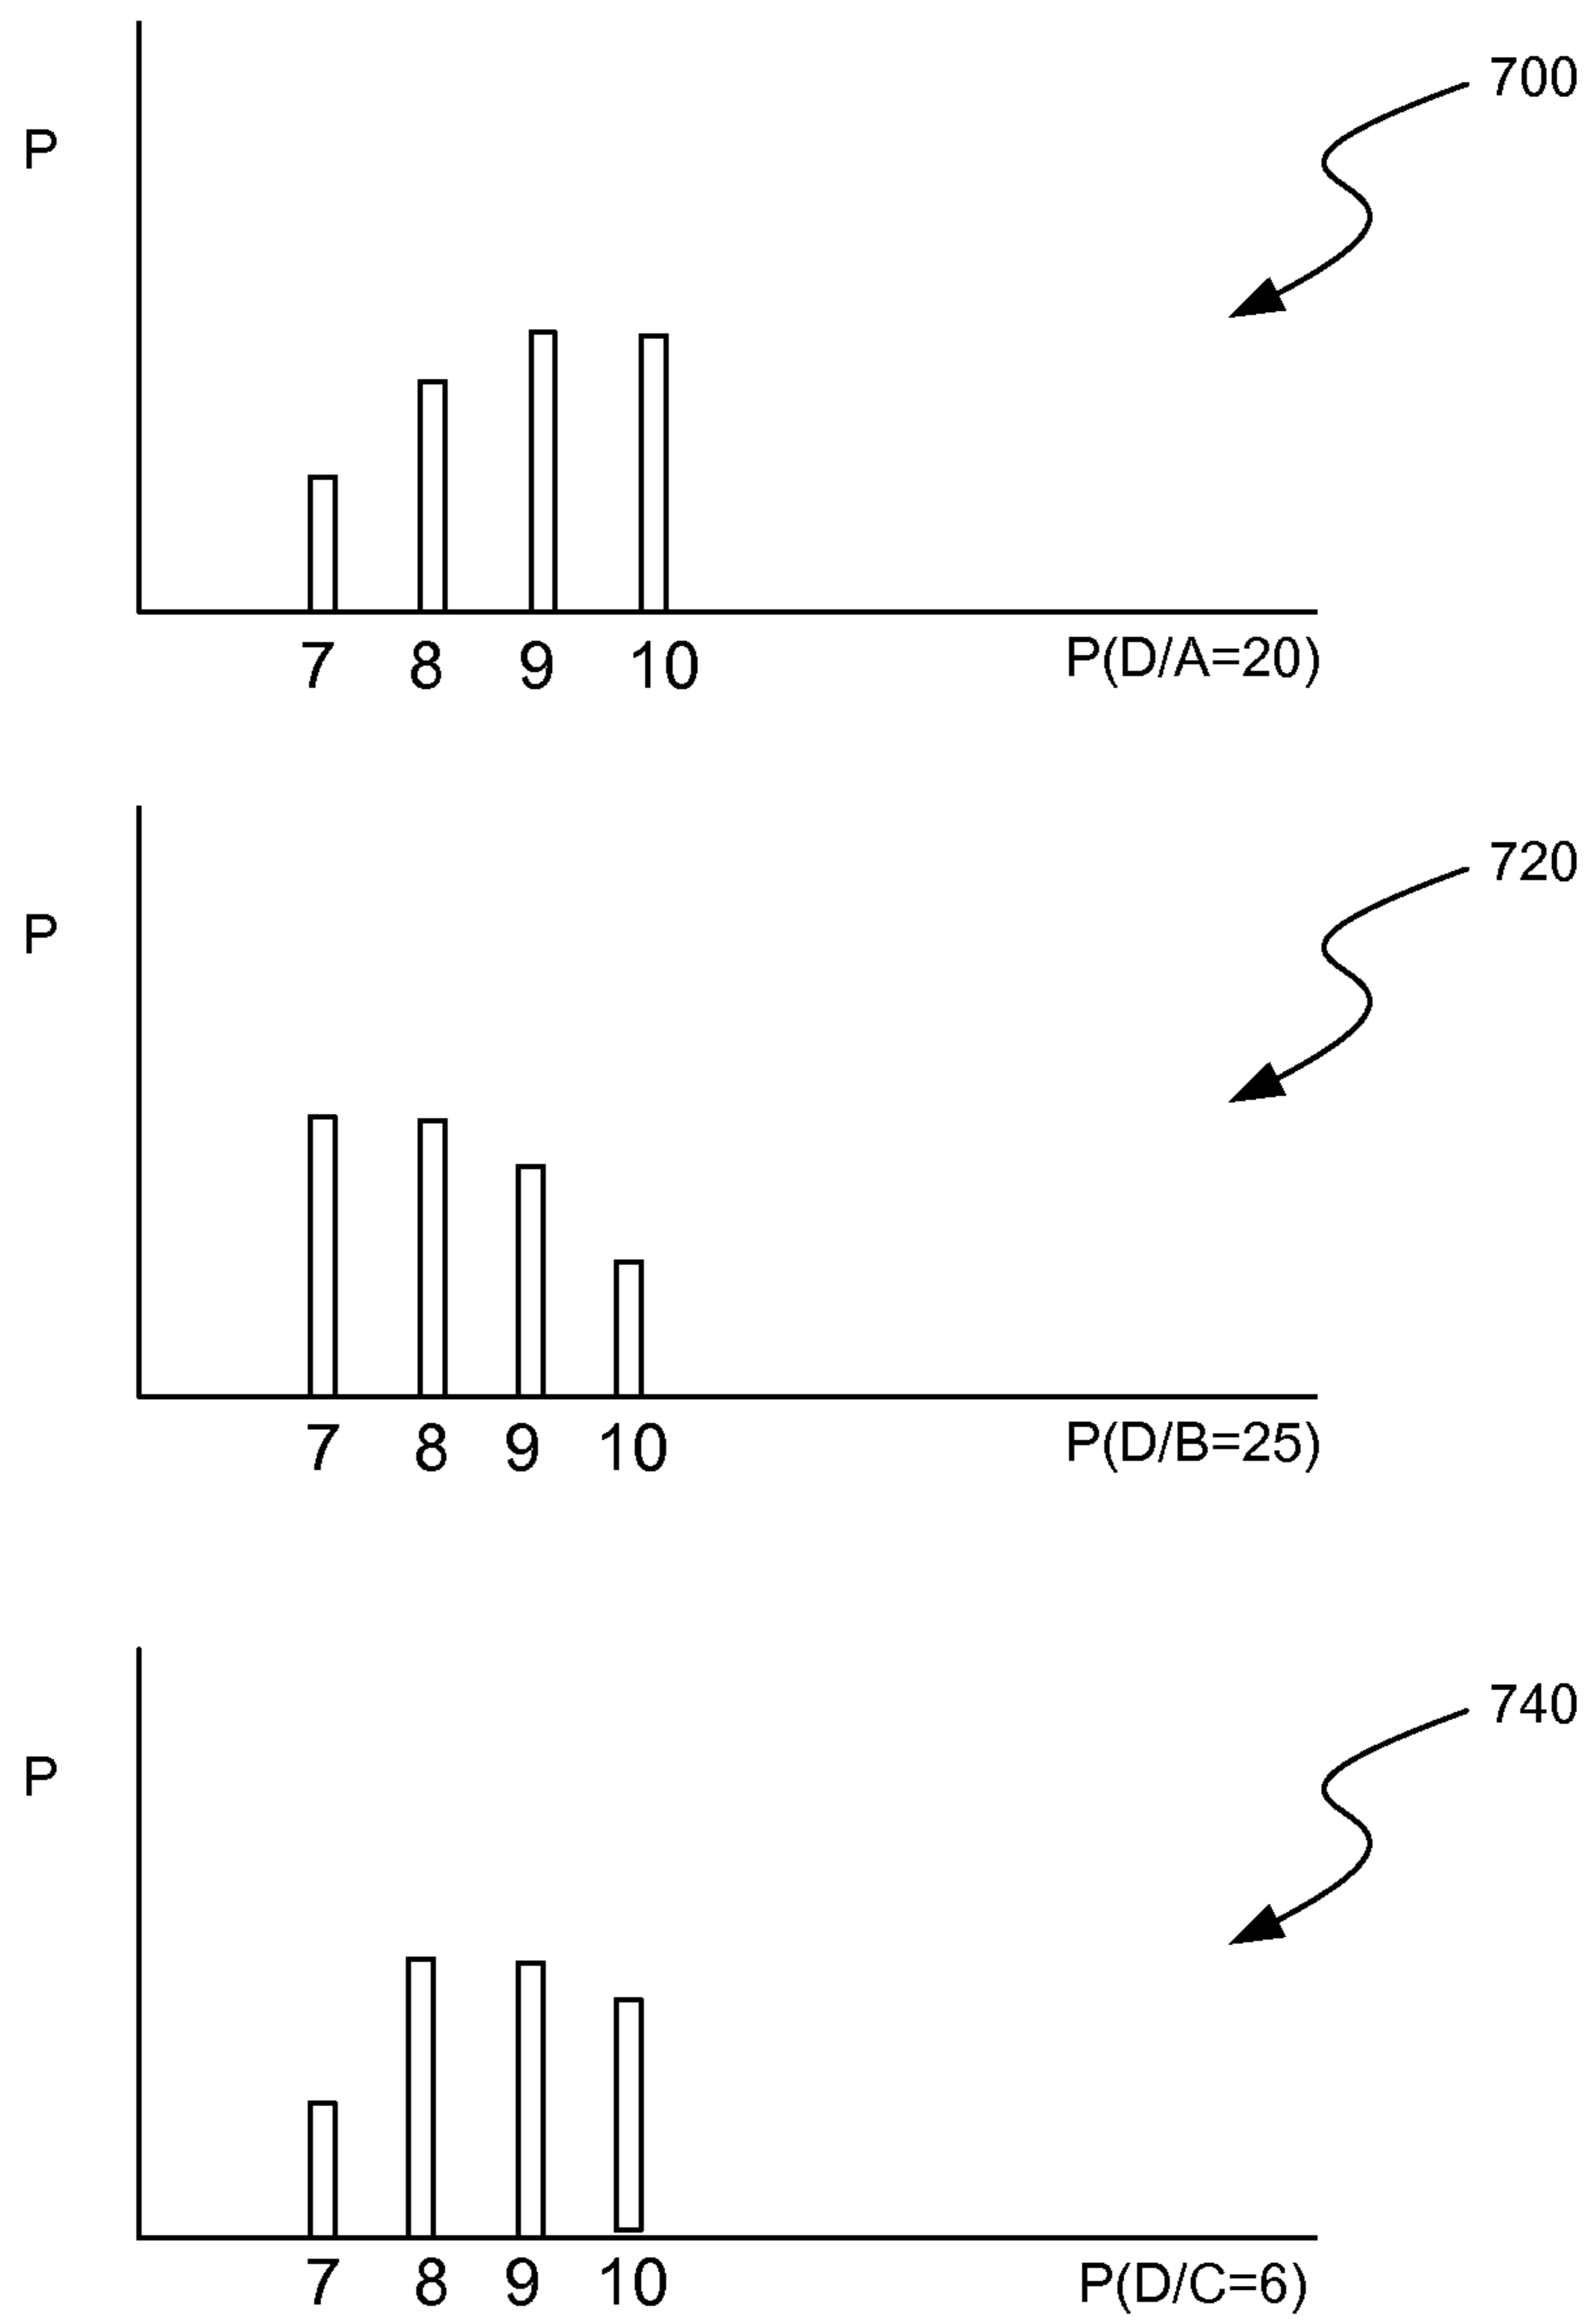 700
P
7 8 9 10 P(D/A=20)
720
P
7 8 9 10 P(D/B=25)
740
P
7 8 9 10 P(D/C=6)